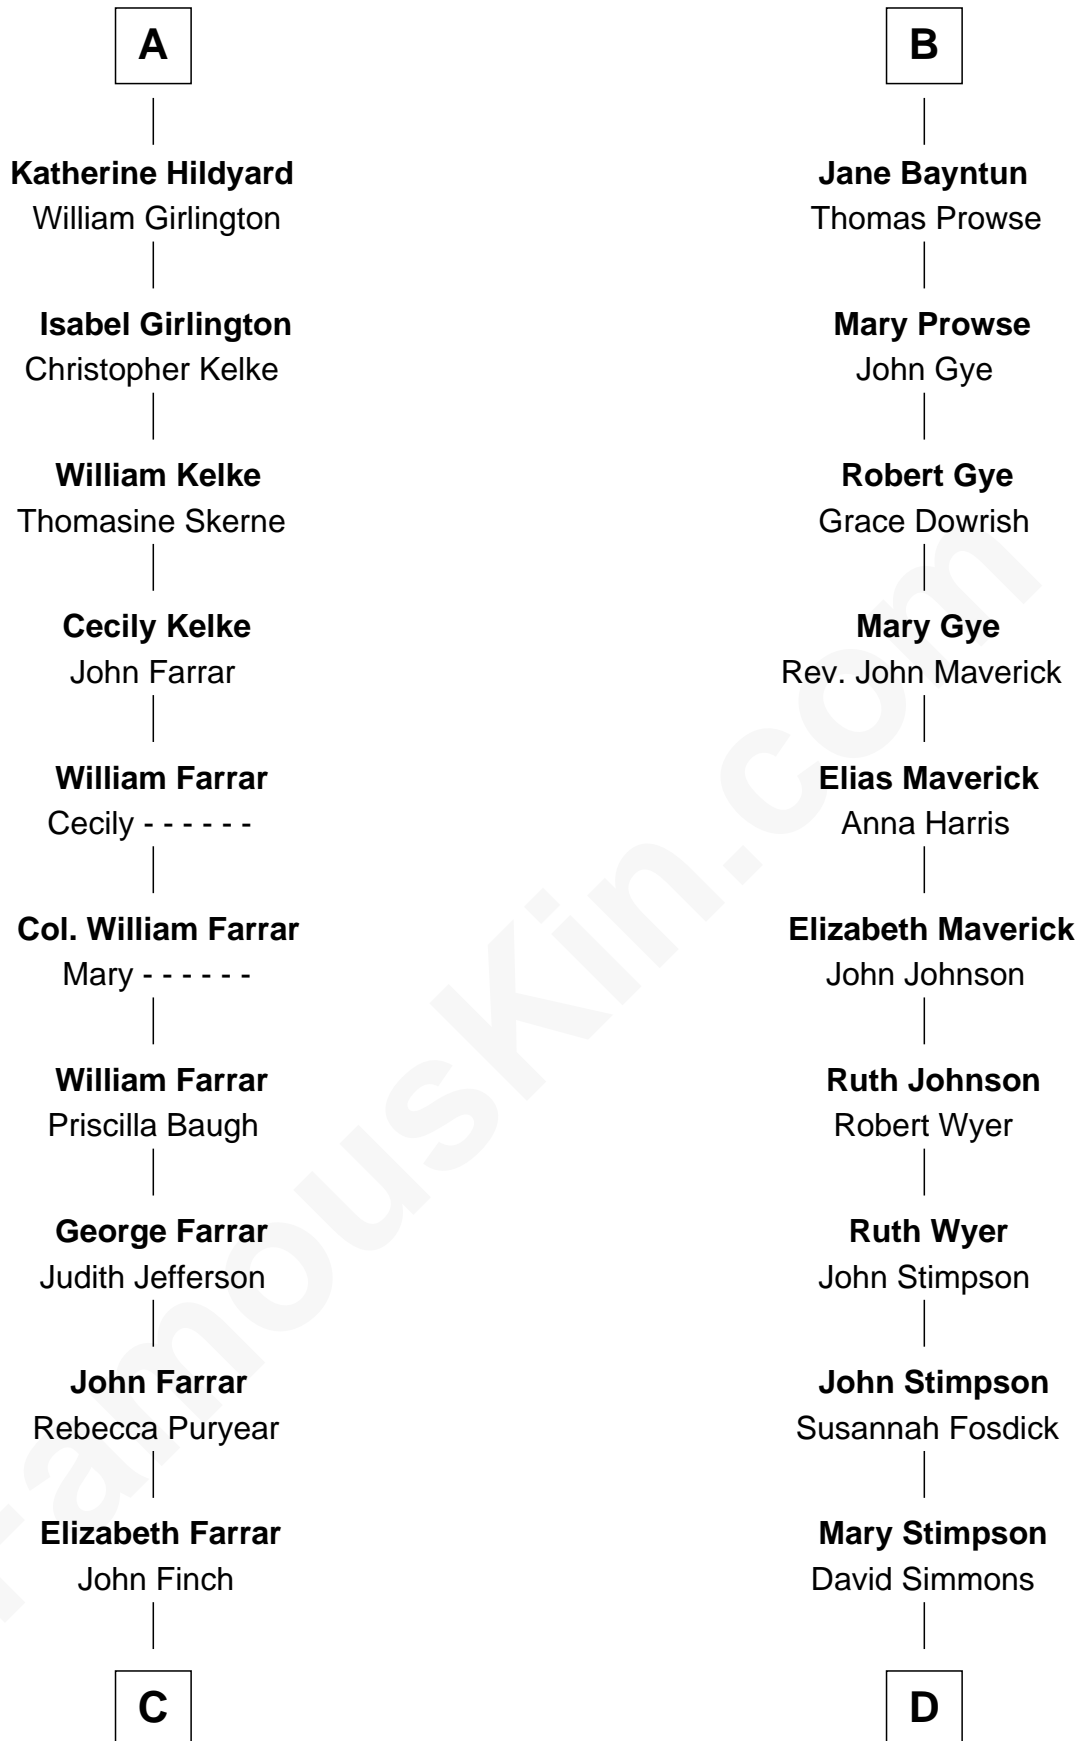 A
Katherine Hildyard
William Girlington
Isabel Girlington
Christopher Kelke
William Kelke
Thomasine Skerne
Cecily Kelke
John Farrar
William Farrar
Cecily - - - - - -
Col. William Farrar
Mary - - - - - -
William Farrar
Priscilla Baugh
George Farrar
Judith Jefferson
John Farrar
Rebecca Puryear
Elizabeth Farrar
John Finch
C
B
Jane Bayntun
Thomas Prowse
Mary Prowse
John Gye
Robert Gye
Grace Dowrish
Mary Gye
Rev. John Maverick
Elias Maverick
Anna Harris
Elizabeth Maverick
John Johnson
Ruth Johnson
Robert Wyer
Ruth Wyer
John Stimpson
John Stimpson
Susannah Fosdick
Mary Stimpson
David Simmons
D
FamousKin.com